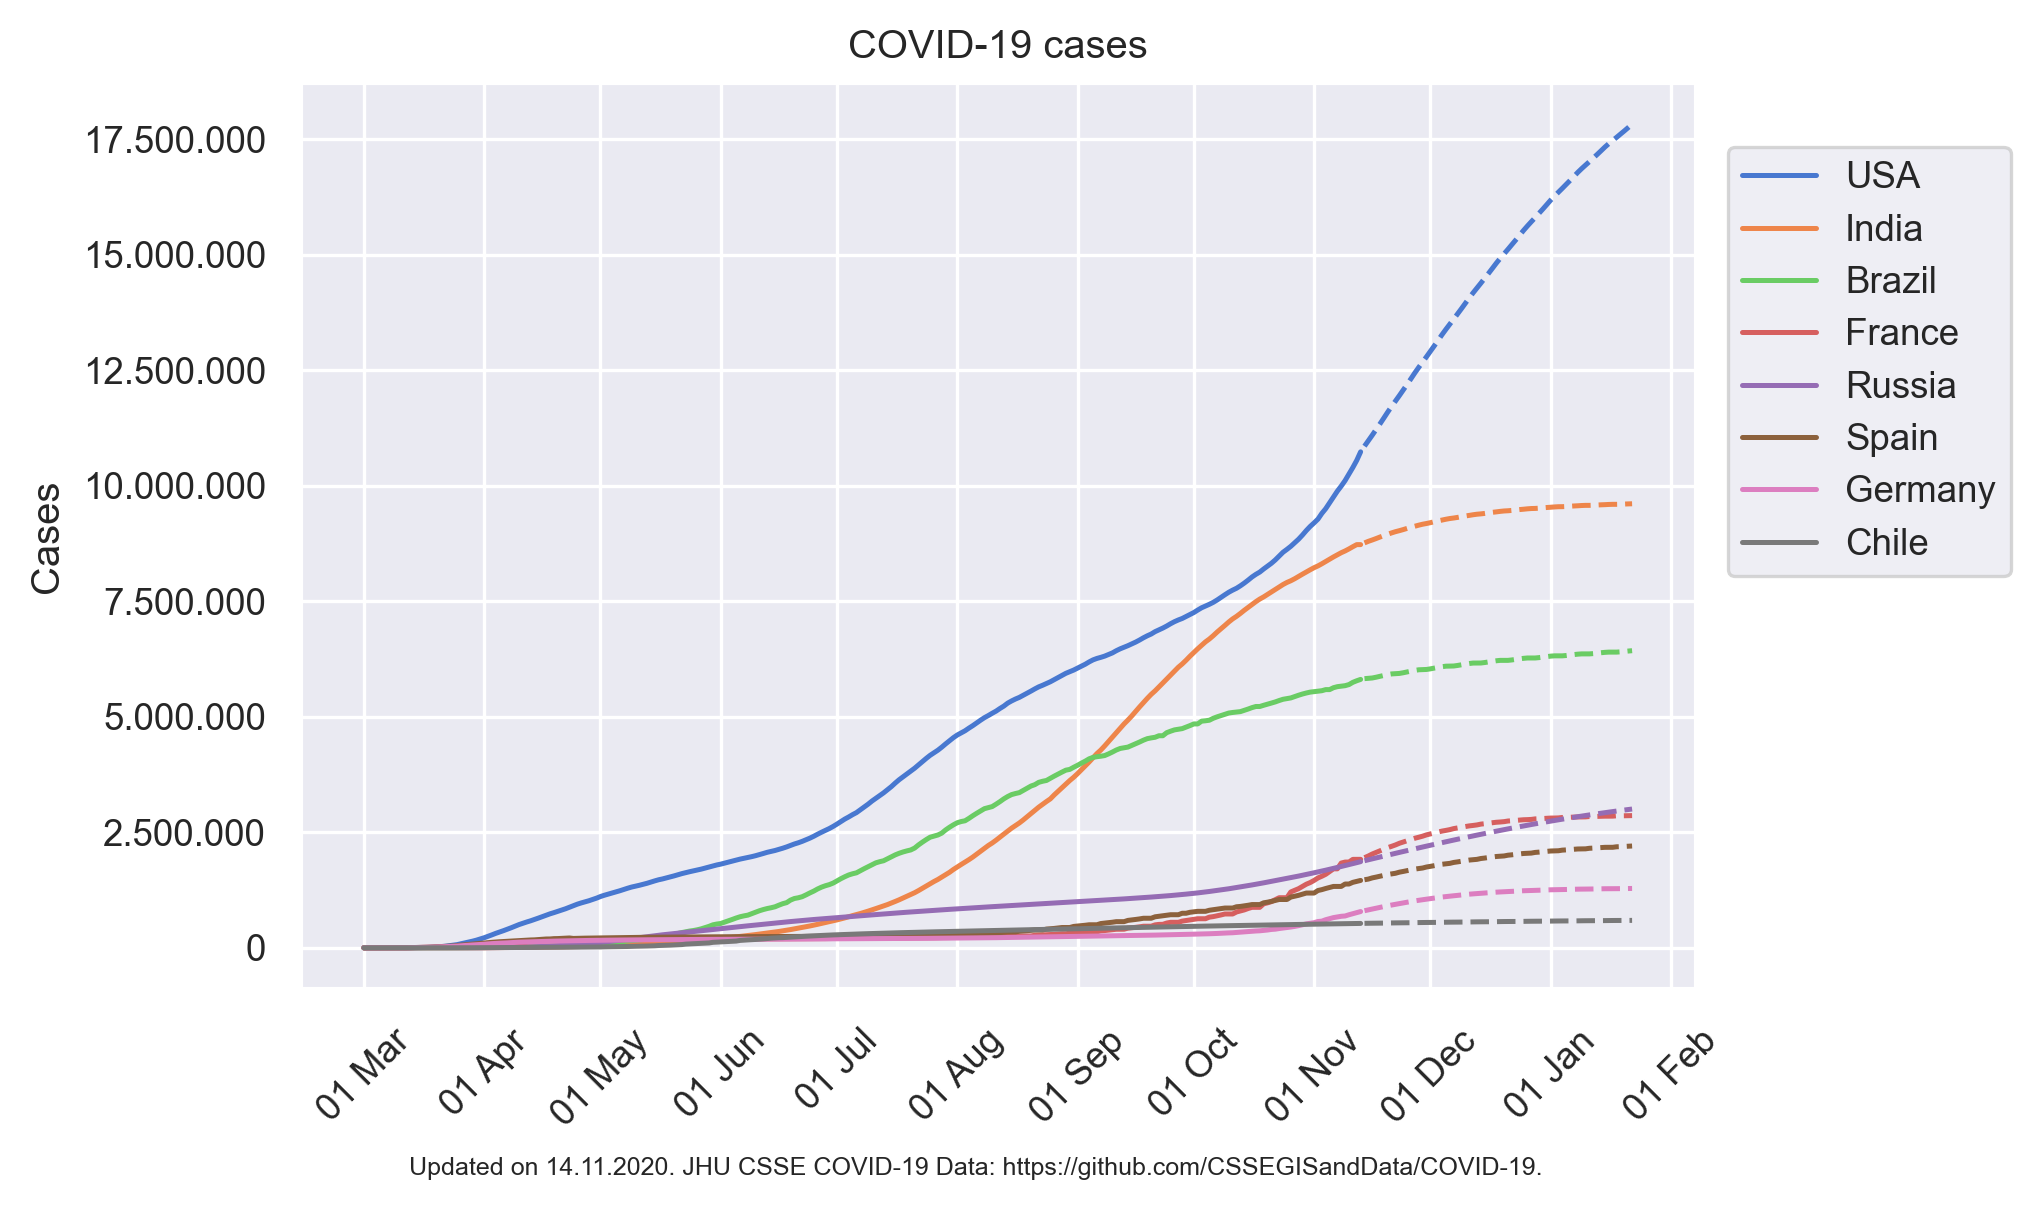 COVID-19 cases
17.500.000
15.000.000
12.500.000
10.000.000
7.500.000
5.000.000
2.500.000
0
Cases
01 Mar
01 Apr
01 May
01 Jun
01 Jul
01 Aug
01 Sep
01 Oct
01 Nov
01 Dec
01 Jan
01 Feb
USA
India
Brazil
France
Russia
Spain
Germany
Chile
Updated on 14.11.2020. JHU CSSE COVID-19 Data: https://github.com/CSSEGISandData/COVID-19.